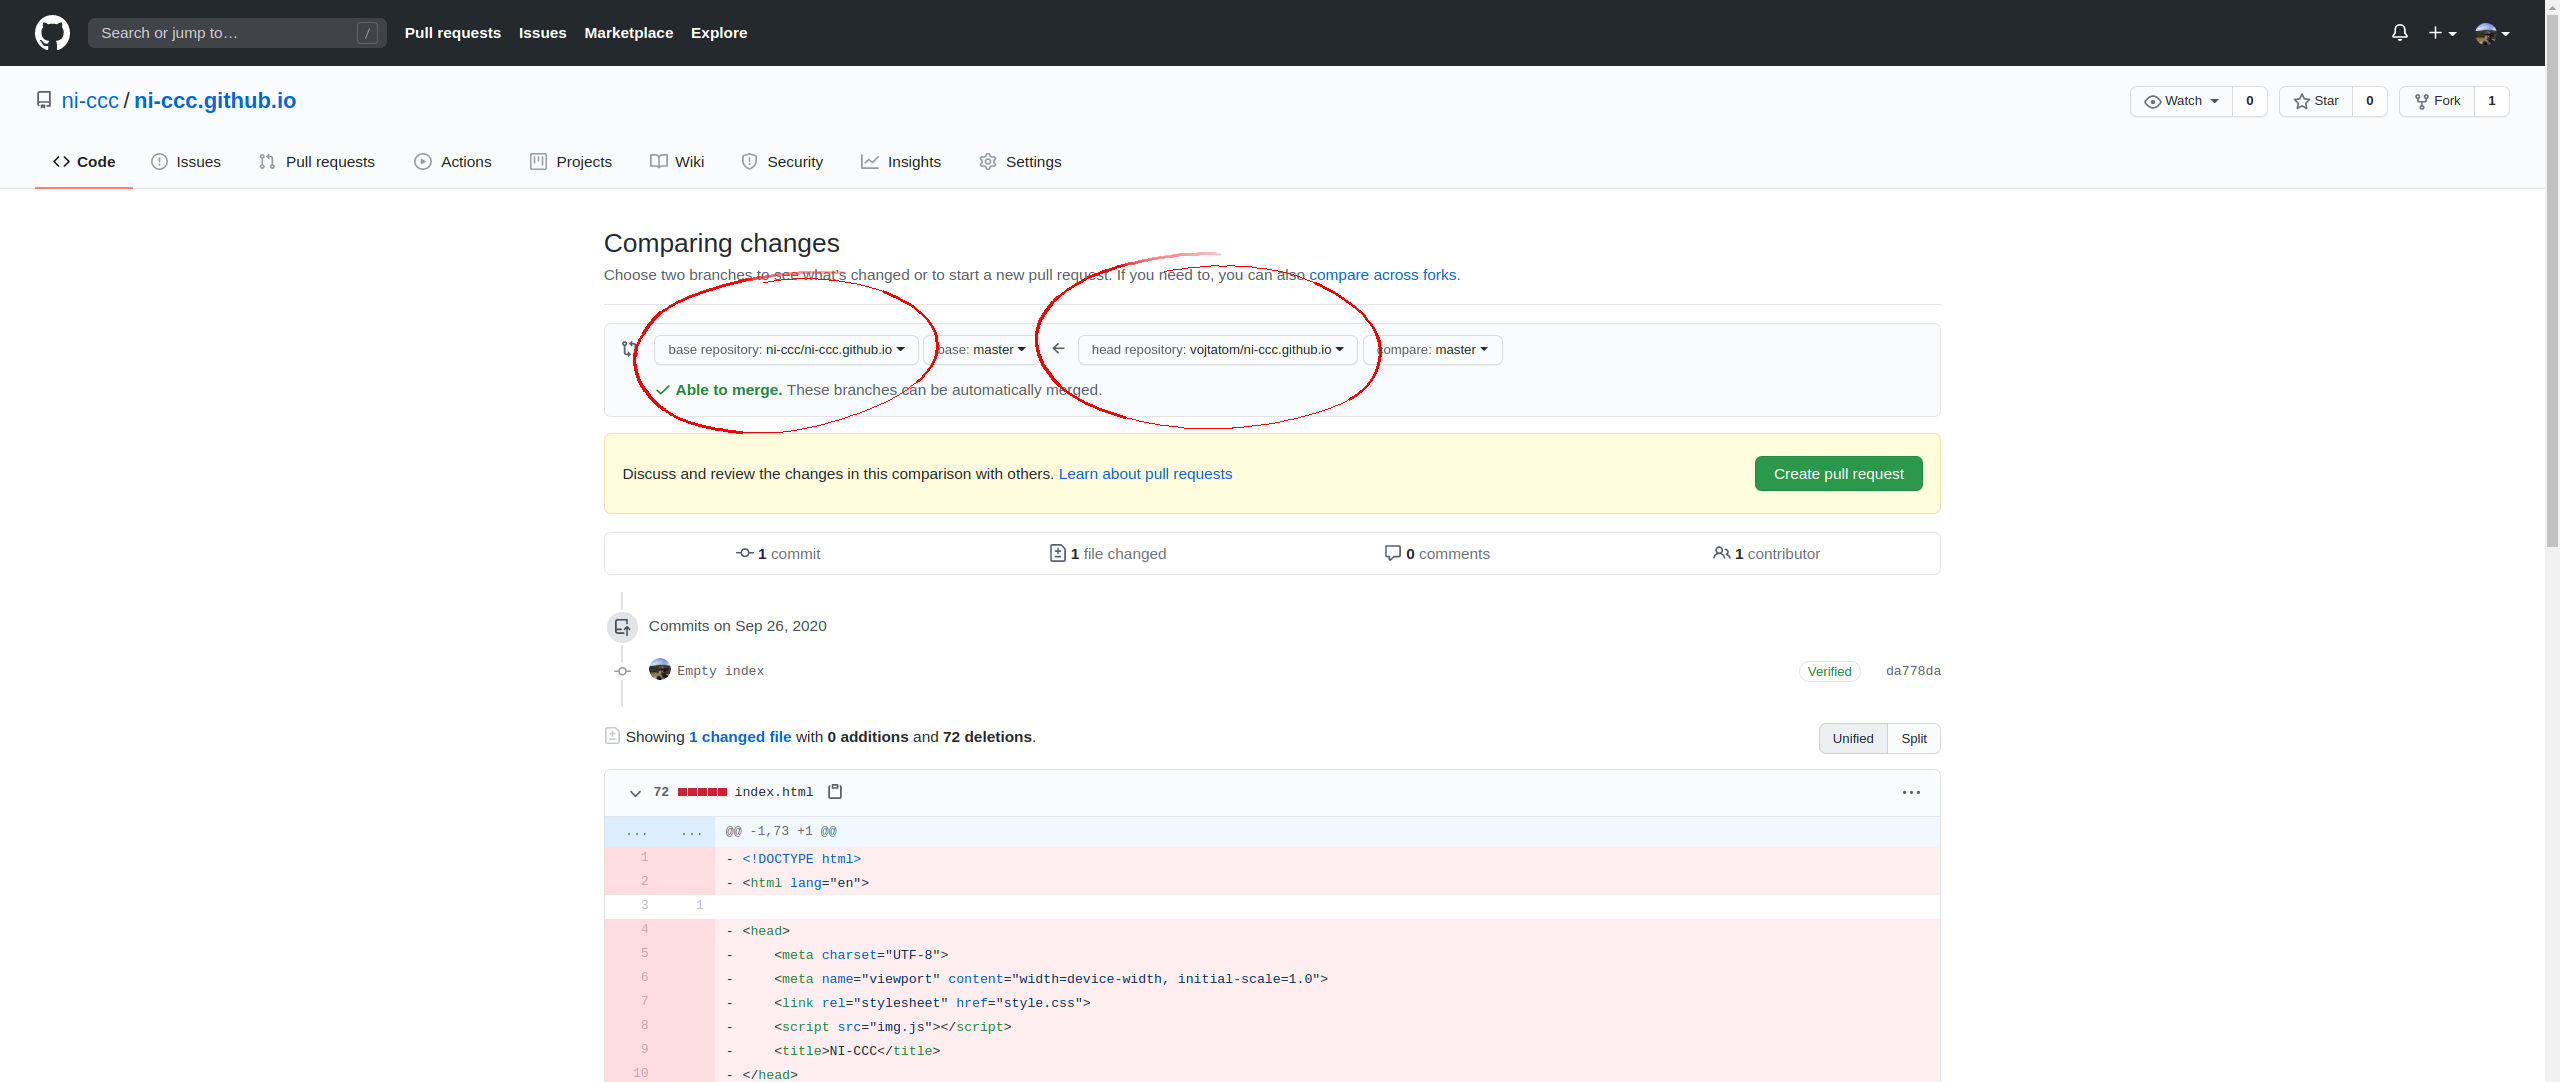 Search or jump to… /
Pull requests Issues Marketplace Explore
ni-ccc / ni-ccc.github.io
Watch 0 Star 0 Fork 1
Code Issues Pull requests Actions Projects Wiki Security Insights Settings
Comparing changes
Choose two branches to see what's changed or to start a new pull request. If you need to, you can also compare across forks.
base repository: ni-ccc/ni-ccc.github.io base: master head repository: vojtatom/ni-ccc.github.io compare: master
Able to merge. These branches can be automatically merged.
Discuss and review the changes in this comparison with others. Learn about pull requests
Create pull request
1 commit 1 file changed 0 comments 1 contributor
Commits on Sep 26, 2020
Empty index Verified da778da
Showing 1 changed file with 0 additions and 72 deletions.
Unified Split
72 index.html
... ... @@ -1,73 +1 @@
1 - <!DOCTYPE html>
2 - <html lang="en">
3 1
4 - <head>
5 - <meta charset="UTF-8">
6 - <meta name="viewport" content="width=device-width, initial-scale=1.0">
7 - <link rel="stylesheet" href="style.css">
8 - <script src="img.js"></script>
9 - <title>NI-CCC</title>
10 - </head>